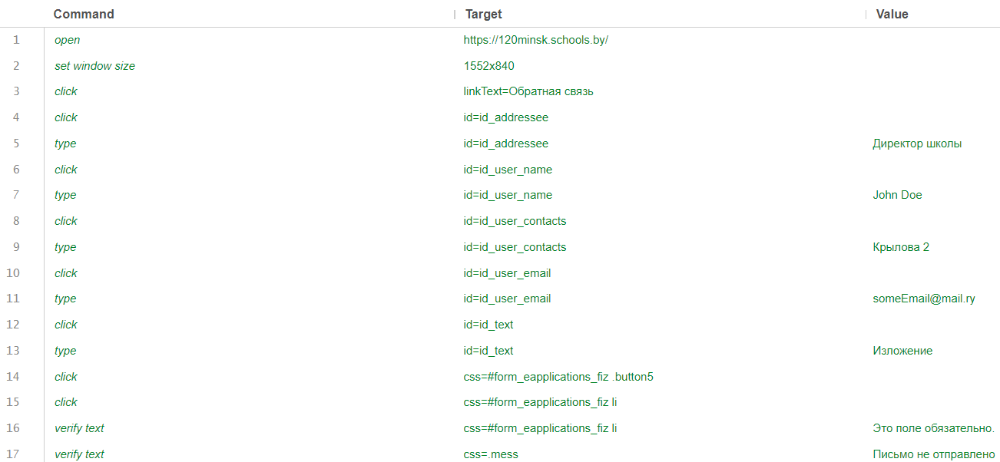 Command Target Value
1 open https://120minsk.schools.by/
2 set window size 1552x840
3 click linkText=Обратная связь
4 click id=id_addressee
5 type id=id_addressee Директор школы
6 click id=id_user_name
7 type id=id_user_name John Doe
8 click id=id_user_contacts
9 type id=id_user_contacts Крылова 2
10 click id=id_user_email
11 type id=id_user_email someEmail@mail.ry
12 click id=id_text
13 type id=id_text Изложение
14 click css=#form_eapplications_fiz .button5
15 click css=#form_eapplications_fiz li
16 verify text css=#form_eapplications_fiz li Это поле обязательно.
17 verify text css=.mess Письмо не отправлено